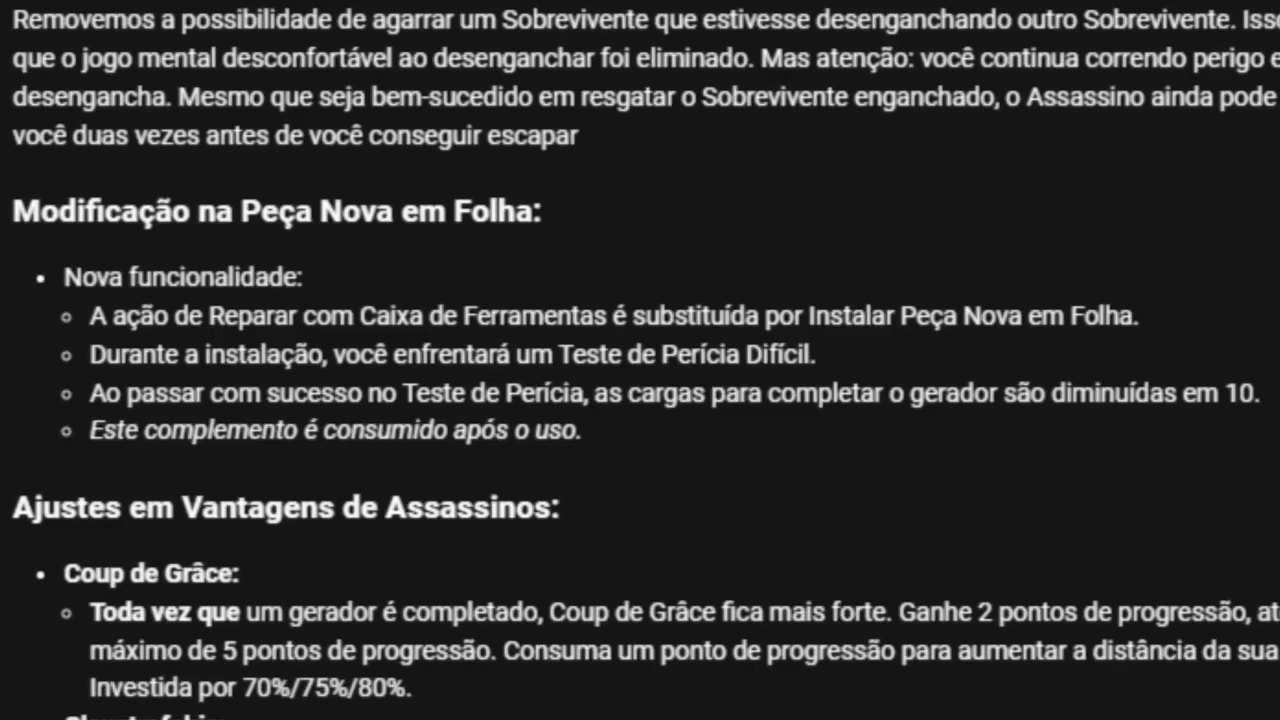 Removemos a possibilidade de agarrar um Sobrevivente que estivesse desenganchando outro Sobrevivente.
que o jogo mental desconfortável ao desenganchar foi eliminado. Mas atenção: você continua correndo perigo
desengancha. Mesmo que seja bem-sucedido em resgatar o Sobrevivente enganchado, o Assassino ainda pode
você duas vezes antes de você conseguir escapar
Modificação na Peça Nova em Folha:
• Nova funcionalidade:
◦ A ação de Reparar com Caixa de Ferramentas é substituída por Instalar Peça Nova em Folha.
◦ Durante a instalação, você enfrentará um Teste de Perícia Difícil.
◦ Ao passar com sucesso no Teste de Perícia, as cargas para completar o gerador são diminuídas em 10.
◦ Este complemento é consumido após o uso.
Ajustes em Vantagens de Assassinos:
• Coup de Grâce:
◦ Toda vez que um gerador é completado, Coup de Grâce fica mais forte. Ganhe 2 pontos de progressão,
máximo de 5 pontos de progressão. Consuma um ponto de progressão para aumentar a distância da sua
Investida por 70%/75%/80%.